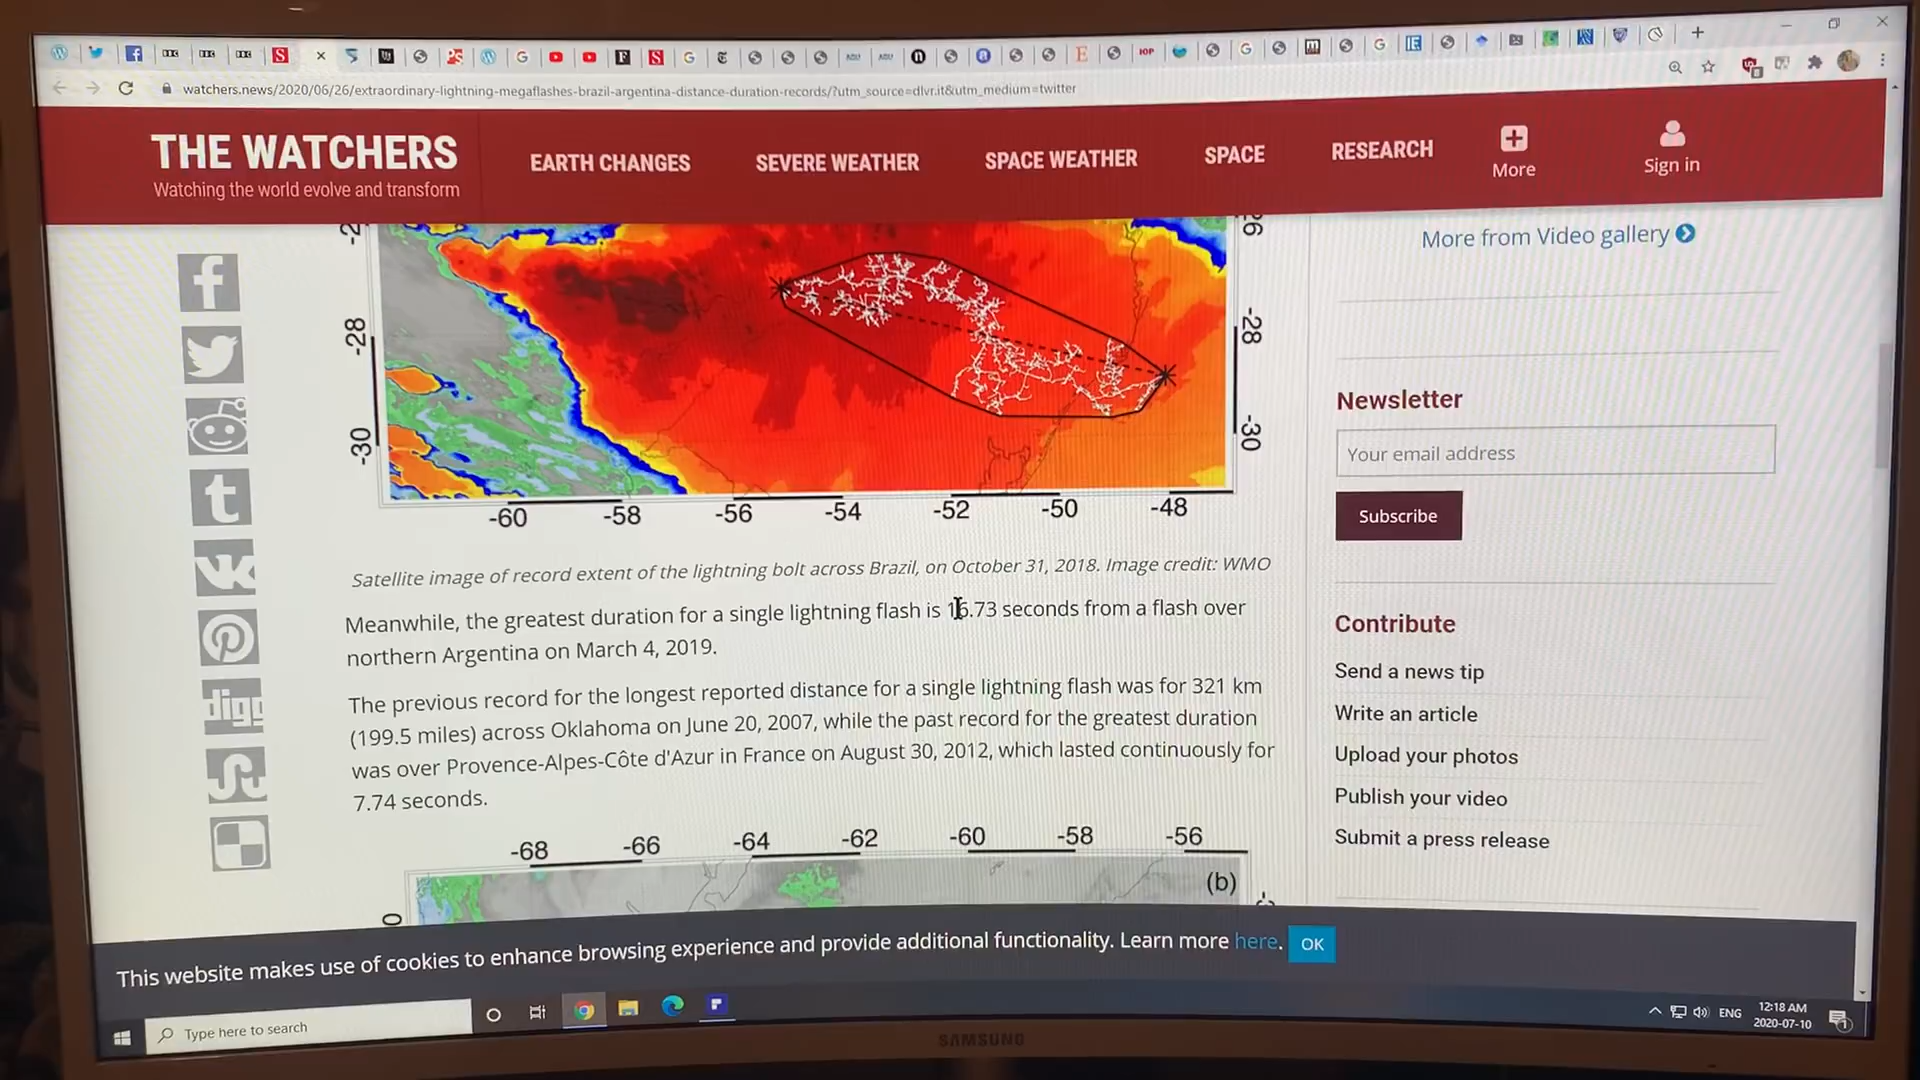 watchers.news/2020/06/26/extraordinary-lightning-megaflashes-brazil-argentina-distance-duration-records/?utm_source=dlvr.it&utm_medium=twitter
THE WATCHERS
Watching the world evolve and transform
EARTH CHANGES
SEVERE WEATHER
SPACE WEATHER
SPACE
RESEARCH
More
Sign in
More from Video gallery
-28
-30
26
-28
-30
-60 -58 -56 -54 -52 -50 -48
Satellite image of record extent of the lightning bolt across Brazil, on October 31, 2018. Image credit: WMO
Meanwhile, the greatest duration for a single lightning flash is 16.73 seconds from a flash over
northern Argentina on March 4, 2019.
The previous record for the longest reported distance for a single lightning flash was for 321 km
(199.5 miles) across Oklahoma on June 20, 2007, while the past record for the greatest duration
was over Provence-Alpes-Côte d'Azur in France on August 30, 2012, which lasted continuously for
7.74 seconds.
-68 -66 -64 -62 -60 -58 -56
(b)
0
digg
Newsletter
Your email address
Subscribe
Contribute
Send a news tip
Write an article
Upload your photos
Publish your video
Submit a press release
This website makes use of cookies to enhance browsing experience and provide additional functionality. Learn more here.
OK
Type here to search
ENG
12:18 AM
2020-07-10
SAMSUNG